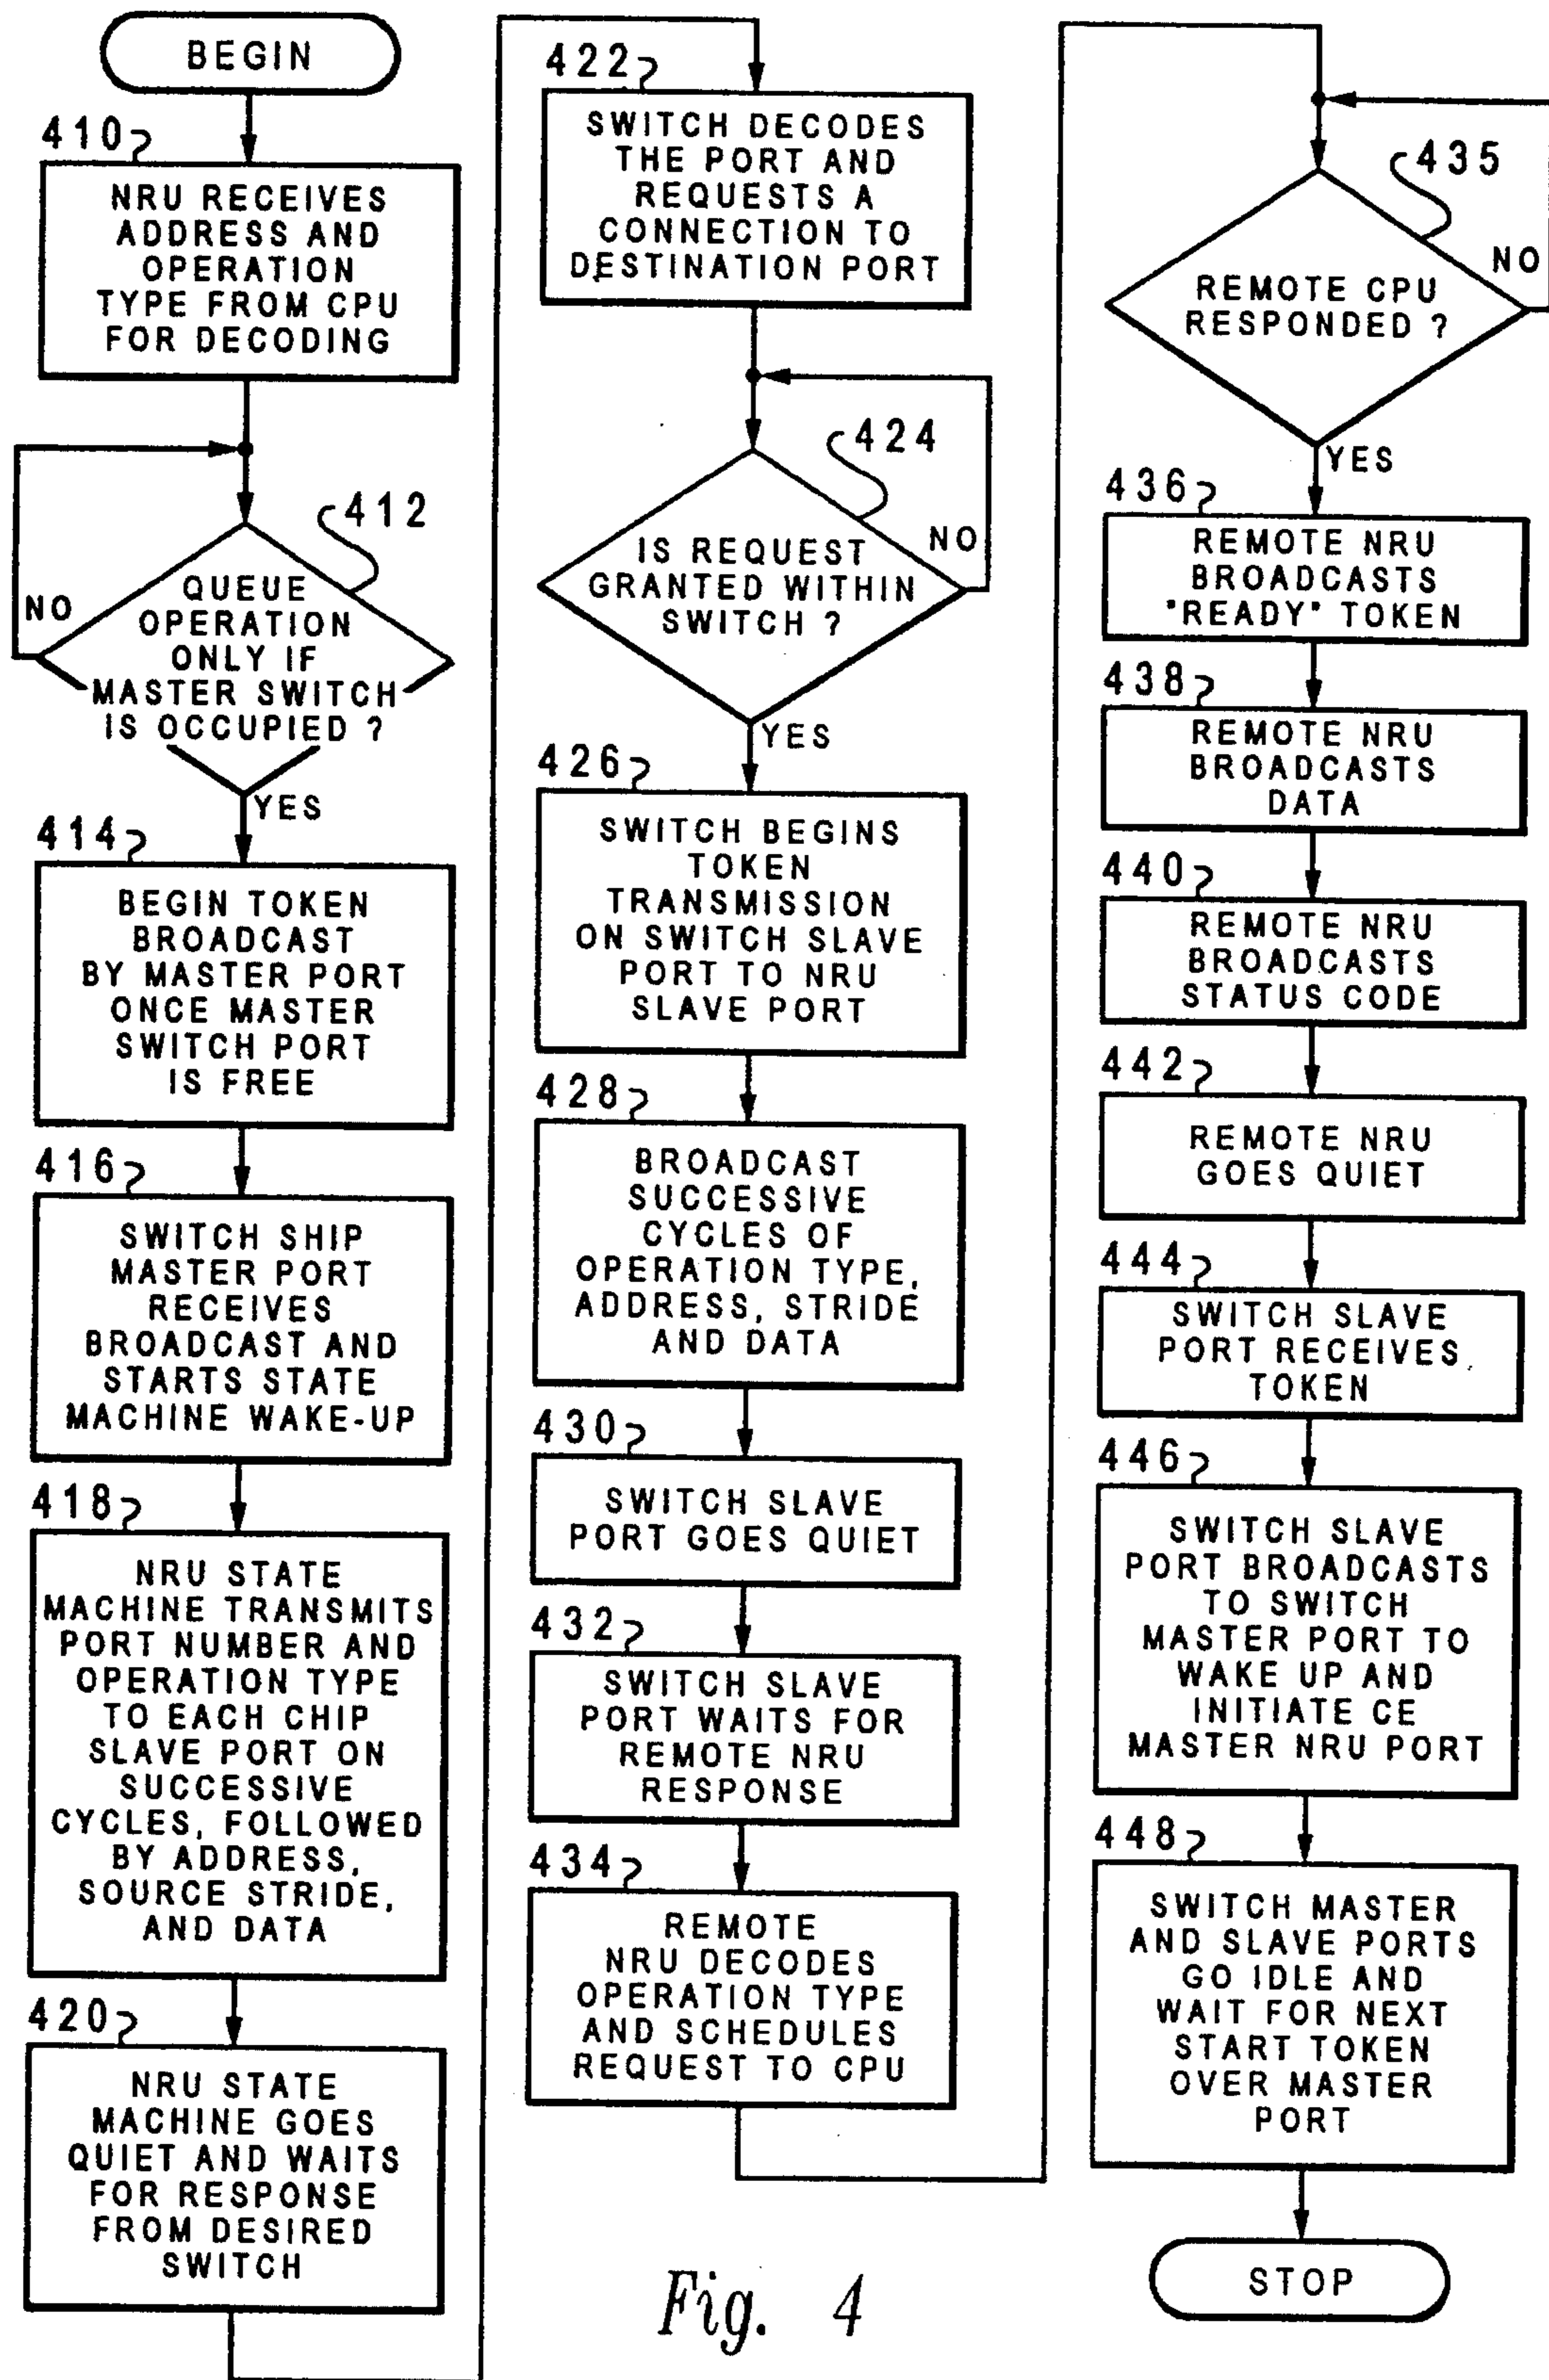 BEGIN
410
NRU RECEIVES
ADDRESS AND
OPERATION
TYPE FROM CPU
FOR DECODING
412
QUEUE
OPERATION
ONLY IF
MASTER SWITCH
IS OCCUPIED ?
NO
YES
414
BEGIN TOKEN
BROADCAST
BY MASTER PORT
ONCE MASTER
SWITCH PORT
IS FREE
416
SWITCH SHIP
MASTER PORT
RECEIVES
BROADCAST AND
STARTS STATE
MACHINE WAKE-UP
418
NRU STATE
MACHINE TRANSMITS
PORT NUMBER AND
OPERATION TYPE
TO EACH CHIP
SLAVE PORT ON
SUCCESSIVE
CYCLES, FOLLOWED
BY ADDRESS,
SOURCE STRIDE,
AND DATA
420
NRU STATE
MACHINE GOES
QUIET AND WAITS
FOR RESPONSE
FROM DESIRED
SWITCH
422
SWITCH DECODES
THE PORT AND
REQUESTS A
CONNECTION TO
DESTINATION PORT
424
IS REQUEST
GRANTED WITHIN
SWITCH ?
NO
YES
426
SWITCH BEGINS
TOKEN
TRANSMISSION
ON SWITCH SLAVE
PORT TO NRU
SLAVE PORT
428
BROADCAST
SUCCESSIVE
CYCLES OF
OPERATION TYPE,
ADDRESS, STRIDE
AND DATA
430
SWITCH SLAVE
PORT GOES QUIET
432
SWITCH SLAVE
PORT WAITS FOR
REMOTE NRU
RESPONSE
434
REMOTE
NRU DECODES
OPERATION TYPE
AND SCHEDULES
REQUEST TO CPU
435
REMOTE CPU
RESPONDED ?
NO
YES
436
REMOTE NRU
BROADCASTS
"READY" TOKEN
438
REMOTE NRU
BROADCASTS
DATA
440
REMOTE NRU
BROADCASTS
STATUS CODE
442
REMOTE NRU
GOES QUIET
444
SWITCH SLAVE
PORT RECEIVES
TOKEN
446
SWITCH SLAVE
PORT BROADCASTS
TO SWITCH
MASTER PORT TO
WAKE UP AND
INITIATE CE
MASTER NRU PORT
448
SWITCH MASTER
AND SLAVE PORTS
GO IDLE AND
WAIT FOR NEXT
START TOKEN
OVER MASTER
PORT
STOP
Fig. 4